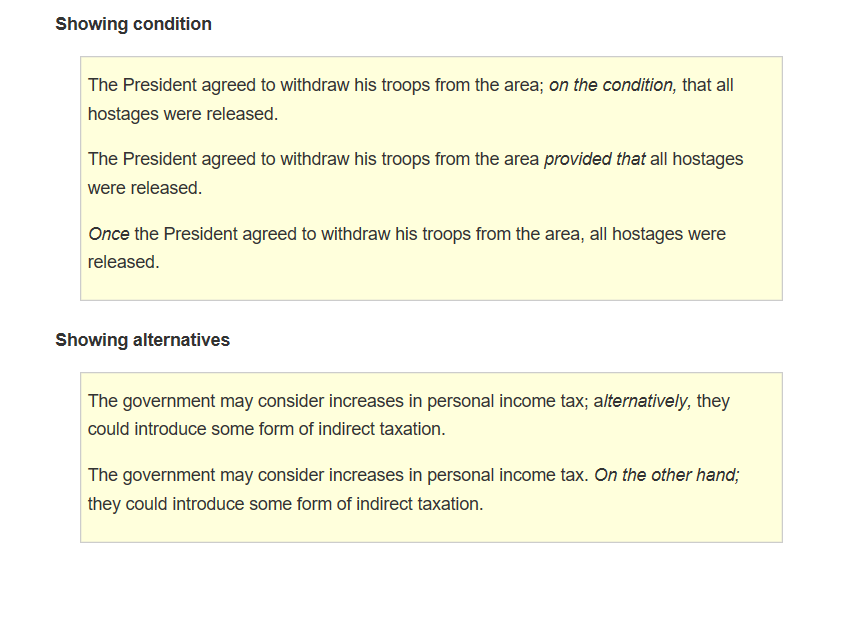 Showing condition
The President agreed to withdraw his troops from the area; on the condition, that all
hostages were released.
The President agreed to withdraw his troops from the area provided that all hostages
were released.
Once the President agreed to withdraw his troops from the area, all hostages were
released.
Showing alternatives
The government may consider increases in personal income tax; alternatively, they
could introduce some form of indirect taxation.
The government may consider increases in personal income tax. On the other hand;
they could introduce some form of indirect taxation.